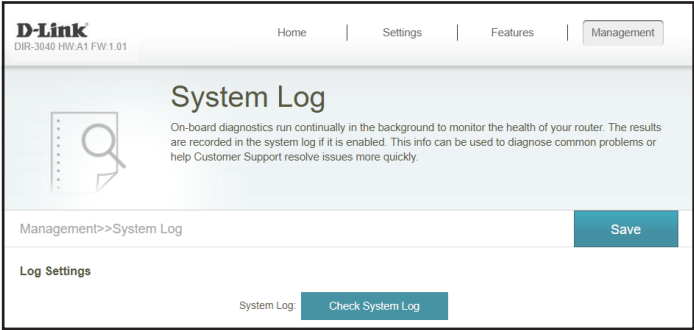 D-Link
DIR-3040 HW:A1 FW:1.01
Home | Settings | Features | Management
System Log
On-board diagnostics run continually in the background to monitor the health of your router. The results
are recorded in the system log if it is enabled. This info can be used to diagnose common problems or
help Customer Support resolve issues more quickly.
Management>>System Log
Save
Log Settings
System Log: Check System Log